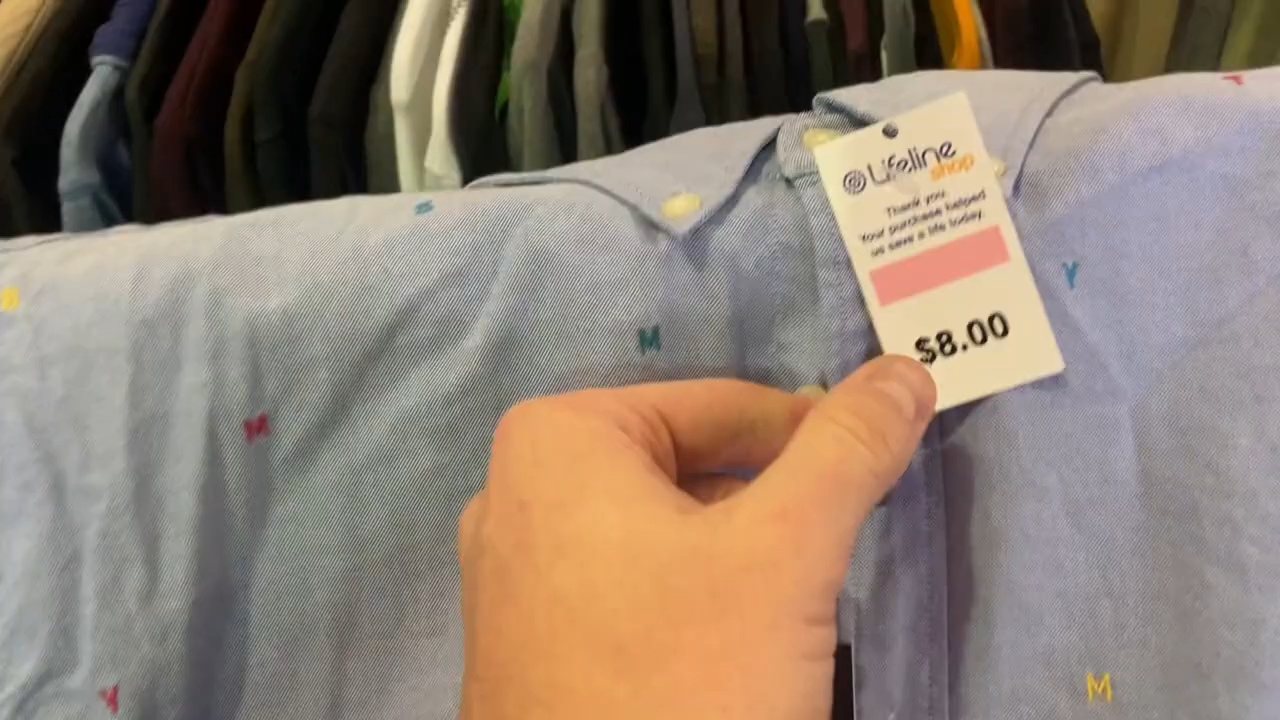 Lifeline
shop
Thank you.
Your purchase helped
us save a life today.
$8.00
M
Y
M
M
Y